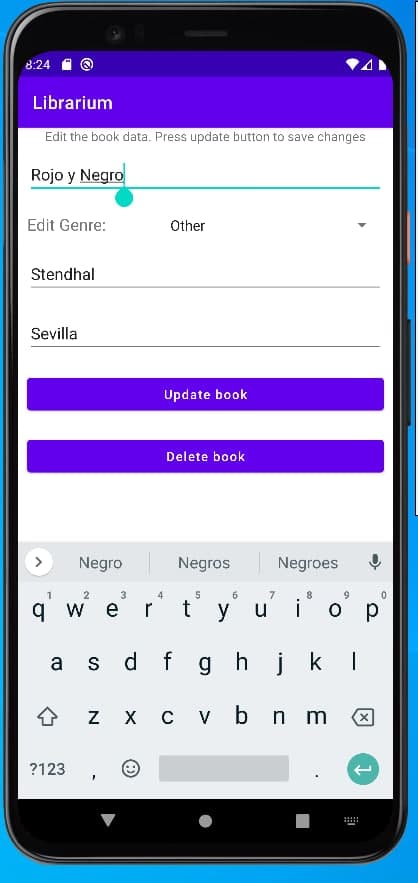 8:24
Librarium
Edit the book data. Press update button to save changes
Rojo y Negro
Edit Genre: Other
Stendhal
Sevilla
Update book
Delete book
Negro Negros Negroes
1 2 3 4 5 6 7 8 9 0
q w e r t y u i o p
a s d f g h j k l
z x c v b n m
?123 , .